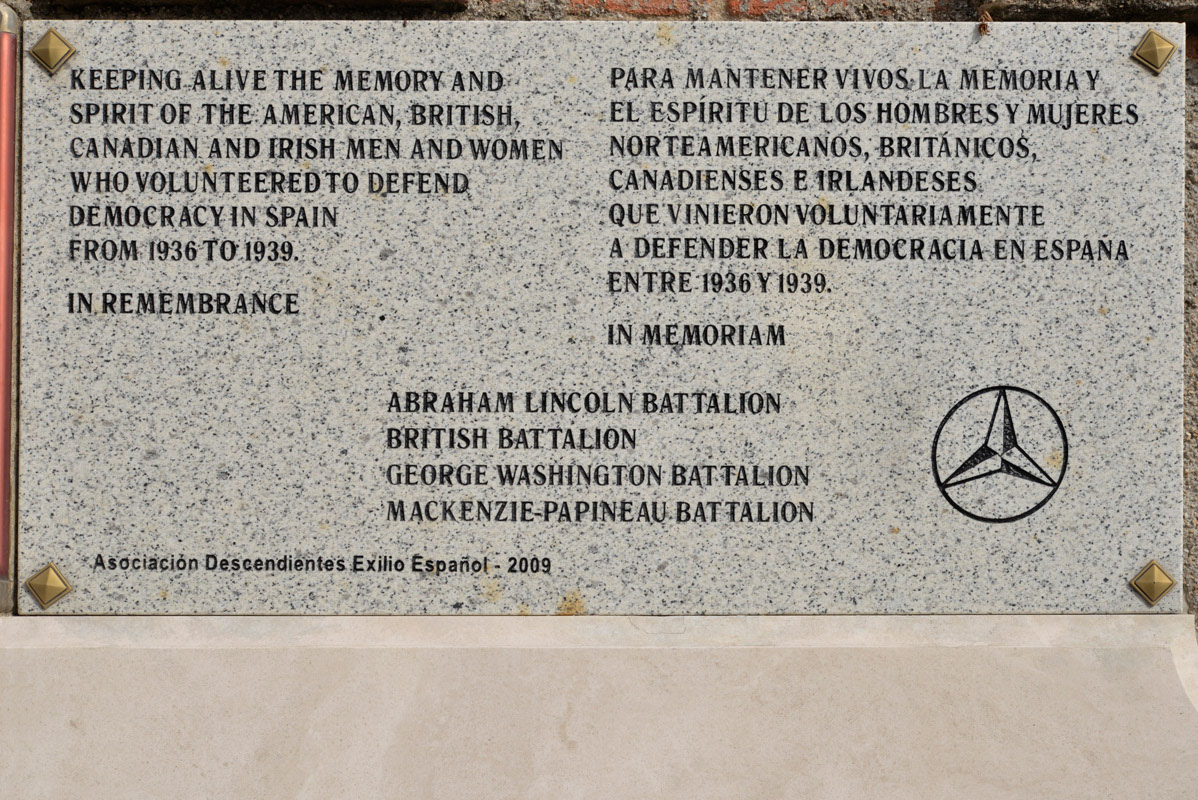 KEEPING ALIVE THE MEMORY AND
SPIRIT OF THE AMERICAN, BRITISH,
CANADIAN AND IRISH MEN AND WOMEN
WHO VOLUNTEERED TO DEFEND
DEMOCRACY IN SPAIN
FROM 1936 TO 1939.
IN REMEMBRANCE
PARA MANTENER VIVOS LA MEMORIA Y
EL ESPÍRITU DE LOS HOMBRES Y MUJERES
NORTEAMERICANOS, BRITÁNICOS,
CANADIENSES E IRLANDESES
QUE VINIERON VOLUNTARIAMENTE
A DEFENDER LA DEMOCRACIA EN ESPAÑA
ENTRE 1936 Y 1939.
IN MEMORIAM
ABRAHAM LINCOLN BATTALION
BRITISH BATTALION
GEORGE WASHINGTON BATTALION
MACKENZIE-PAPINEAU BATTALION
Asociación Descendientes Exilio Español - 2009